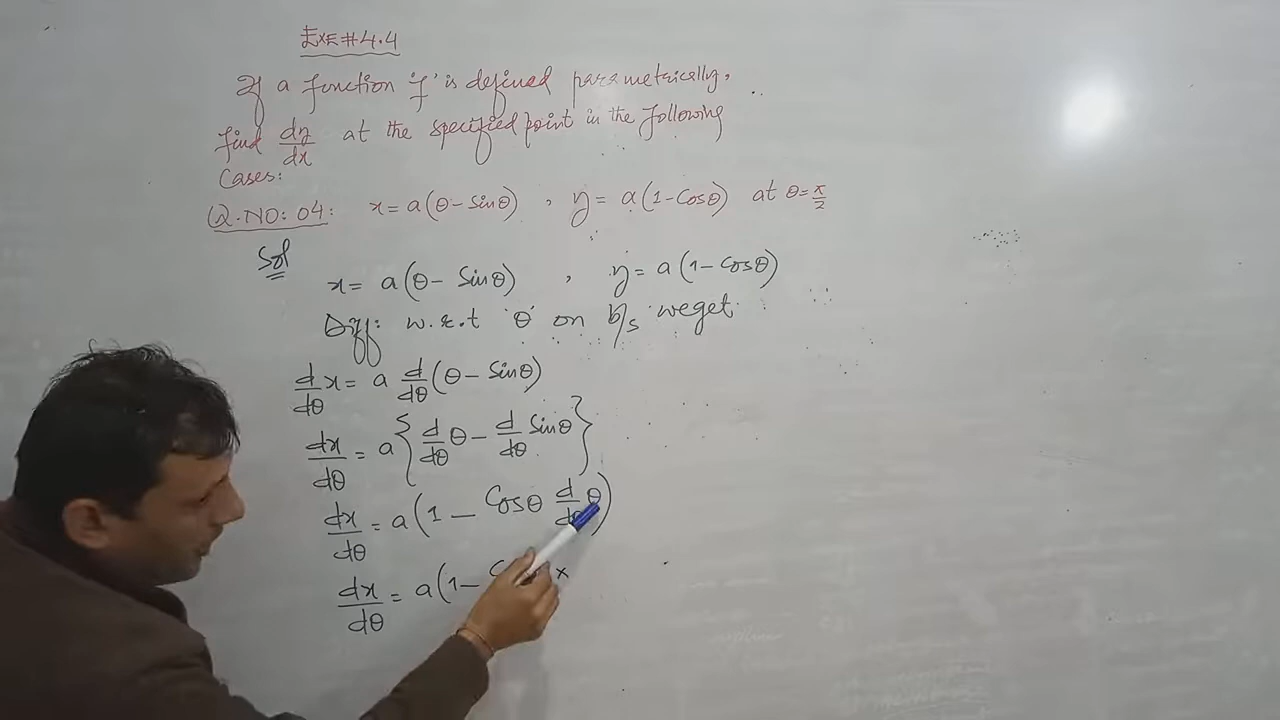 EXE#4.4
If a function 'f' is defined parametrically,
find dy/dx at the specified point in the following
Cases:
Q.NO:04: x=a(θ-Sinθ) , y=a(1-Cosθ) at θ=π/2
Sol
x=a(θ-Sinθ) , y=a(1-Cosθ)
Diff: w.r.t 'θ' on b/s weget.
d/dθ x= a d/dθ(θ-Sinθ)
dx/dθ = a{d/dθ θ - d/dθ Sinθ}
dx/dθ = a(1-Cosθ d/dθ θ)
dx/dθ = a(1- x